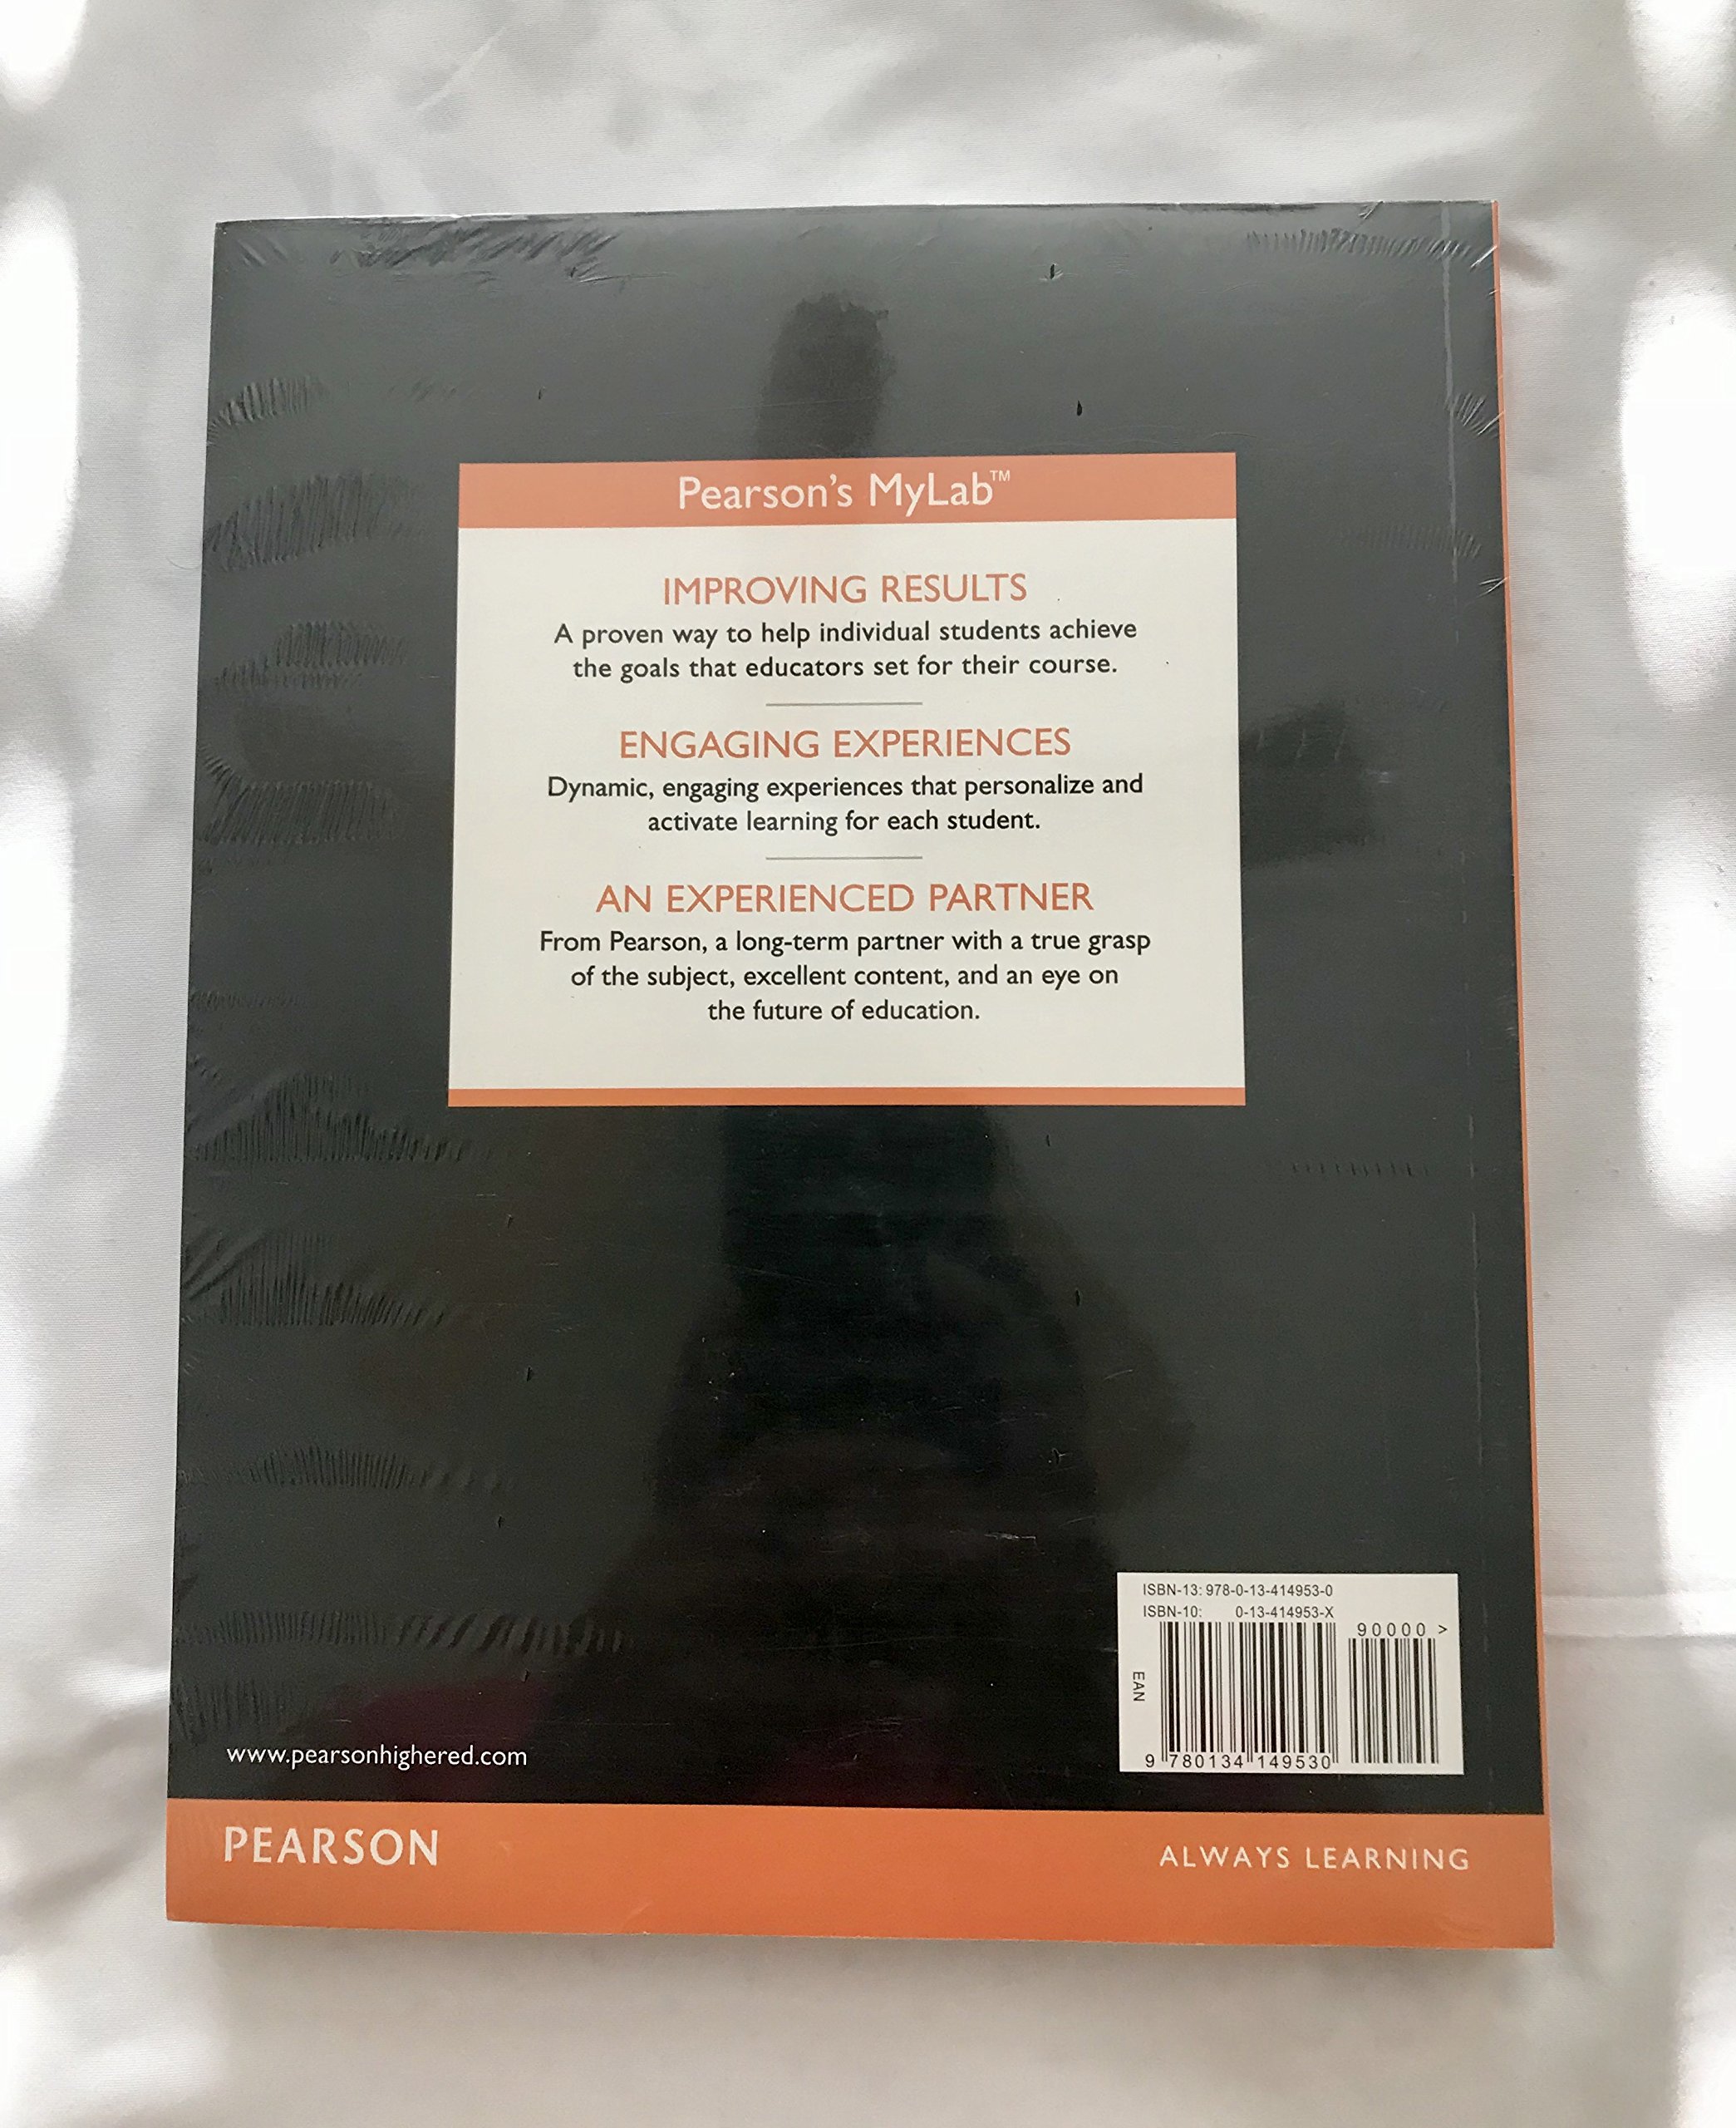 Pearson's MyLab™
IMPROVING RESULTS
A proven way to help individual students achieve
the goals that educators set for their course.
ENGAGING EXPERIENCES
Dynamic, engaging experiences that personalize and
activate learning for each student.
AN EXPERIENCED PARTNER
From Pearson, a long-term partner with a true grasp
of the subject, excellent content, and an eye on
the future of education.
ISBN-13: 978-0-13-414953-0
ISBN-10: 0-13-414953-X
90000 >
EAN
9 780134 149530
www.pearsonhighered.com
PEARSON
ALWAYS LEARNING